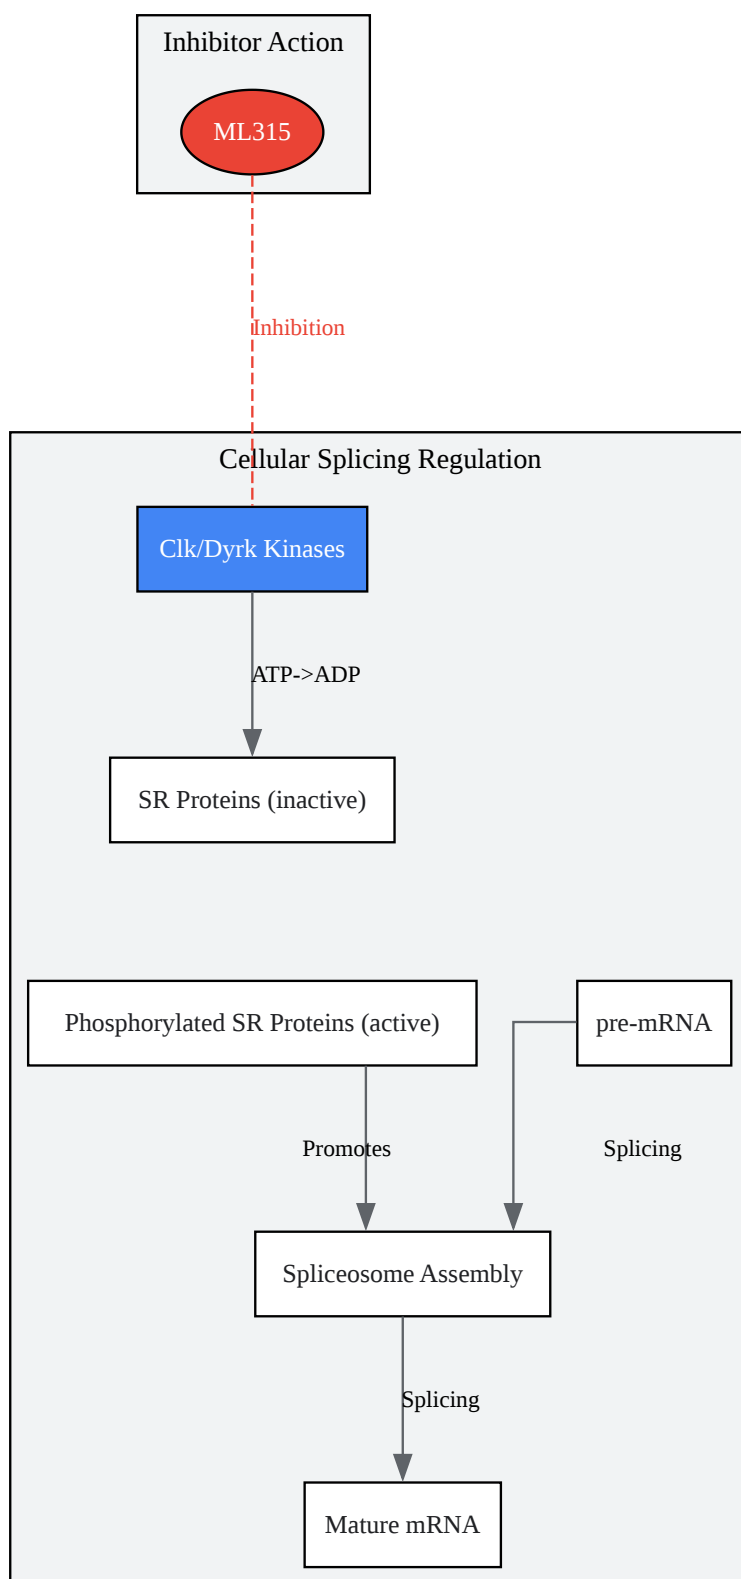 Inhibitor Action
ML315
Inhibition
Cellular Splicing Regulation
Clk/Dyrk Kinases
ATP->ADP
SR Proteins (inactive)
Phosphorylated SR Proteins (active)
pre-mRNA
Promotes
Splicing
Spliceosome Assembly
Splicing
Mature mRNA